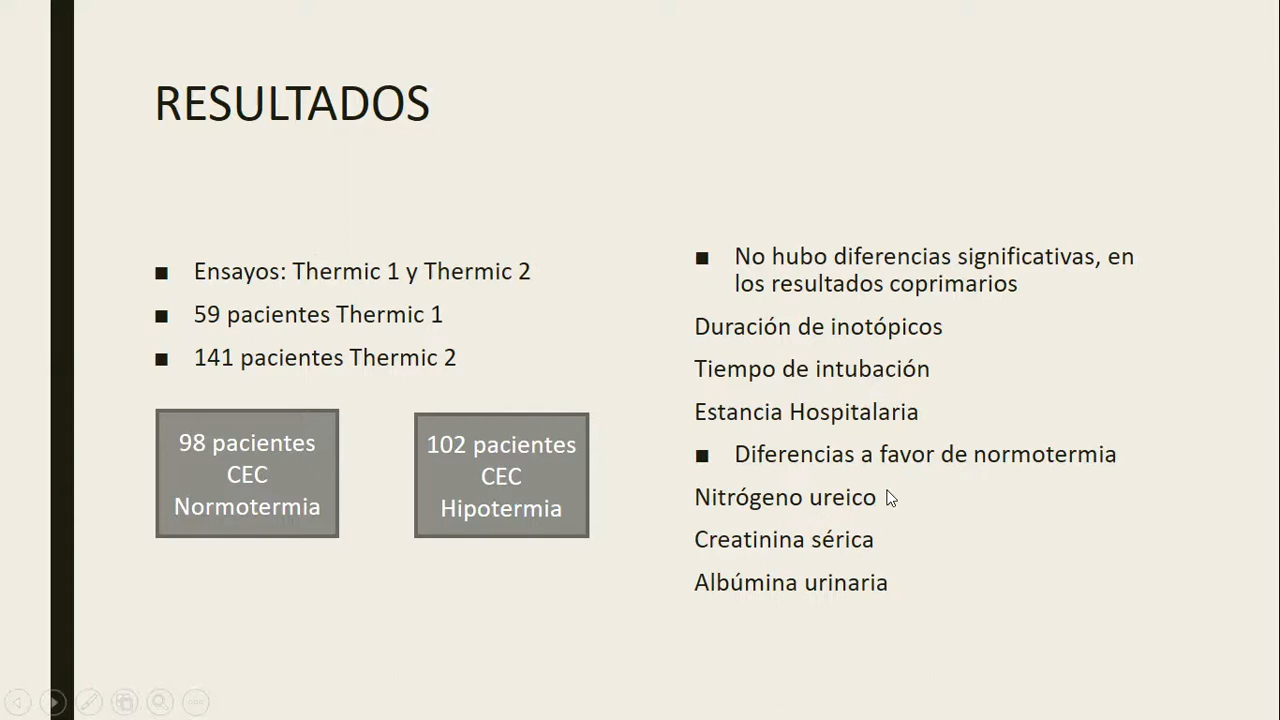 RESULTADOS
■ Ensayos: Thermic 1 y Thermic 2
■ 59 pacientes Thermic 1
■ 141 pacientes Thermic 2
98 pacientes
CEC
Normotermia
102 pacientes
CEC
Hipotermia
■ No hubo diferencias significativas, en
los resultados coprimarios
Duración de inotópicos
Tiempo de intubación
Estancia Hospitalaria
■ Diferencias a favor de normotermia
Nitrógeno ureico
Creatinina sérica
Albúmina urinaria